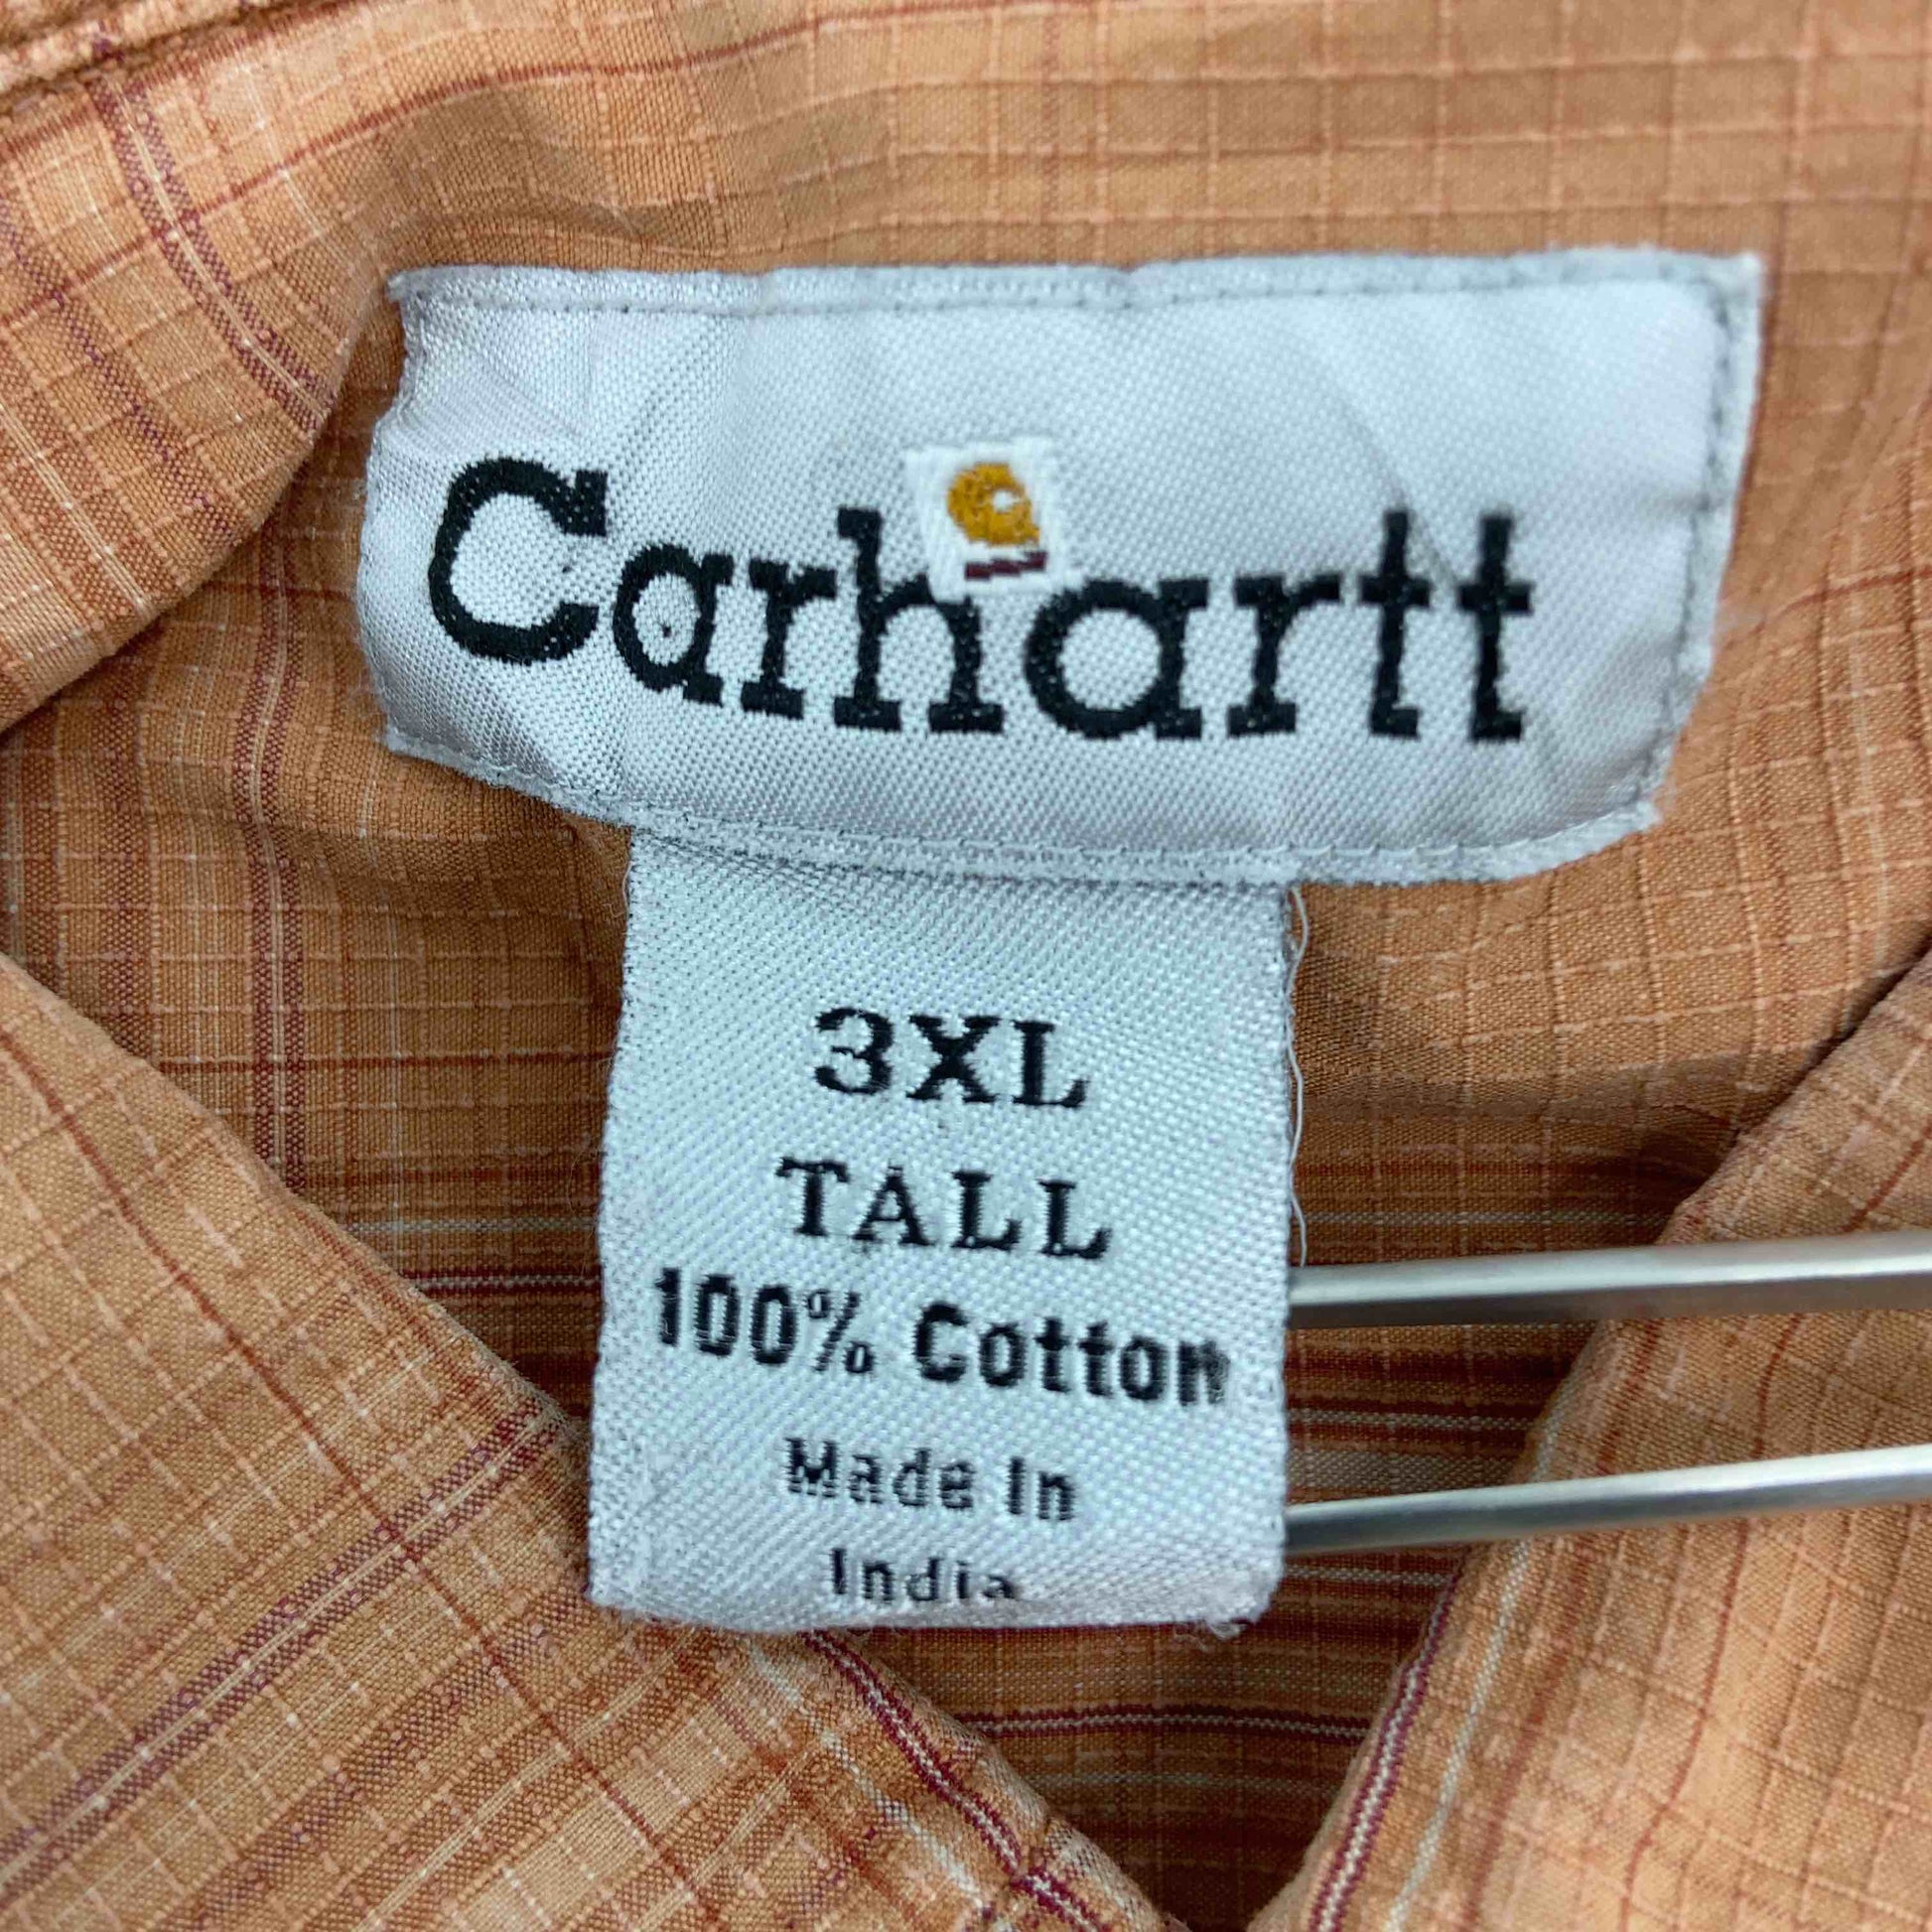 Carhartt
3XL
TALL
100% Cotton
Made In
India